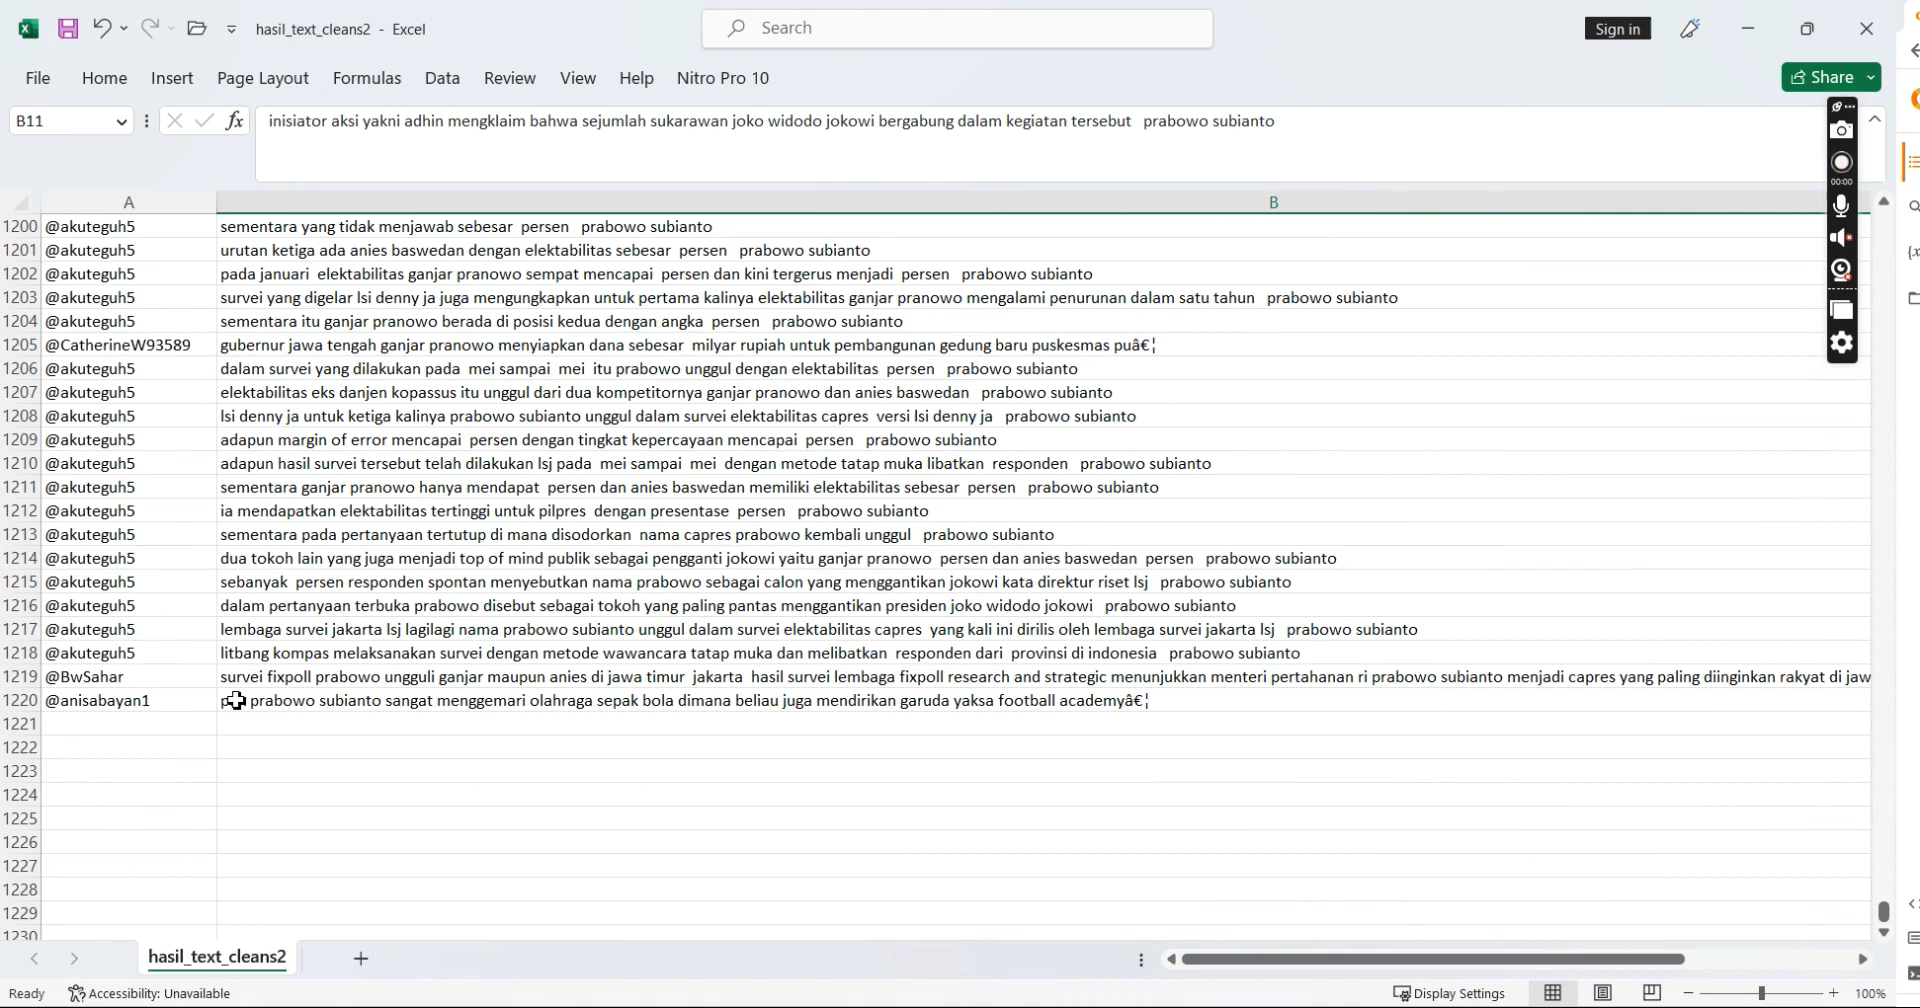 hasil_text_cleans2 - Excel
Search
Sign in
File Home Insert Page Layout Formulas Data Review View Help Nitro Pro 10
Share
B11
fx
inisiator aksi yakni adhin mengklaim bahwa sejumlah sukarawan joko widodo jokowi bergabung dalam kegiatan tersebut prabowo subianto
00:00
A B
1200 @akuteguh5 sementara yang tidak menjawab sebesar persen prabowo subianto
1201 @akuteguh5 urutan ketiga ada anies baswedan dengan elektabilitas sebesar persen prabowo subianto
1202 @akuteguh5 pada januari elektabilitas ganjar pranowo sempat mencapai persen dan kini tergerus menjadi persen prabowo subianto
1203 @akuteguh5 survei yang digelar lsi denny ja juga mengungkapkan untuk pertama kalinya elektabilitas ganjar pranowo mengalami penurunan dalam satu tahun prabowo subianto
1204 @akuteguh5 sementara itu ganjar pranowo berada di posisi kedua dengan angka persen prabowo subianto
1205 @CatherineW93589 gubernur jawa tengah ganjar pranowo menyiapkan dana sebesar milyar rupiah untuk pembangunan gedung baru puskesmas puâ€¦
1206 @akuteguh5 dalam survei yang dilakukan pada mei sampai mei itu prabowo unggul dengan elektabilitas persen prabowo subianto
1207 @akuteguh5 elektabilitas eks danjen kopassus itu unggul dari dua kompetitornya ganjar pranowo dan anies baswedan prabowo subianto
1208 @akuteguh5 lsi denny ja untuk ketiga kalinya prabowo subianto unggul dalam survei elektabilitas capres versi lsi denny ja prabowo subianto
1209 @akuteguh5 adapun margin of error mencapai persen dengan tingkat kepercayaan mencapai persen prabowo subianto
1210 @akuteguh5 adapun hasil survei tersebut telah dilakukan lsj pada mei sampai mei dengan metode tatap muka libatkan responden prabowo subianto
1211 @akuteguh5 sementara ganjar pranowo hanya mendapat persen dan anies baswedan memiliki elektabilitas sebesar persen prabowo subianto
1212 @akuteguh5 ia mendapatkan elektabilitas tertinggi untuk pilpres dengan presentase persen prabowo subianto
1213 @akuteguh5 sementara pada pertanyaan tertutup di mana disodorkan nama capres prabowo kembali unggul prabowo subianto
1214 @akuteguh5 dua tokoh lain yang juga menjadi top of mind publik sebagai pengganti jokowi yaitu ganjar pranowo persen dan anies baswedan persen prabowo subianto
1215 @akuteguh5 sebanyak persen responden spontan menyebutkan nama prabowo sebagai calon yang menggantikan jokowi kata direktur riset lsj prabowo subianto
1216 @akuteguh5 dalam pertanyaan terbuka prabowo disebut sebagai tokoh yang paling pantas menggantikan presiden joko widodo jokowi prabowo subianto
1217 @akuteguh5 lembaga survei jakarta lsj lagilagi nama prabowo subianto unggul dalam survei elektabilitas capres yang kali ini dirilis oleh lembaga survei jakarta lsj prabowo subianto
1218 @akuteguh5 litbang kompas melaksanakan survei dengan metode wawancara tatap muka dan melibatkan responden dari provinsi di indonesia prabowo subianto
1219 @BwSahar survei fixpoll prabowo ungguli ganjar maupun anies di jawa timur jakarta hasil survei lembaga fixpoll research and strategic menunjukkan menteri pertahanan ri prabowo subianto menjadi capres yang paling diinginkan rakyat di jaw
1220 @anisabayan1 prabowo subianto sangat menggemari olahraga sepak bola dimana beliau juga mendirikan garuda yaksa football academyâ€¦
1221
1222
1223
1224
1225
1226
1227
1228
1229
1230
hasil_text_cleans2
Ready Accessibility: Unavailable Display Settings 100%